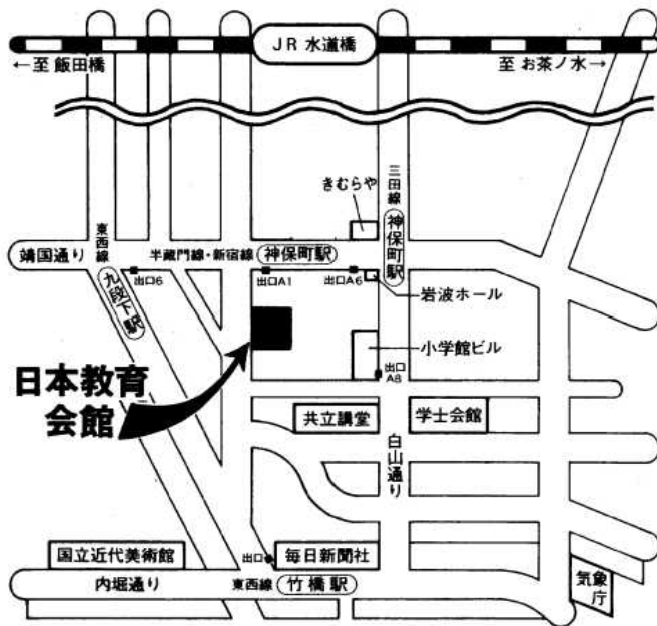 JR 水道橋
←至 飯田橋
至 お茶ノ水→
きむらや
三田線
神保町駅
東西線
九段下駅
靖国通り
半蔵門線・新宿線
神保町駅
出口6
出口A1
出口A6
岩波ホール
小学館ビル
出口
A8
日本教育
会館
共立講堂
学士会館
白山通り
国立近代美術館
出口
毎日新聞社
内堀通り
東西線
竹橋駅
気象庁